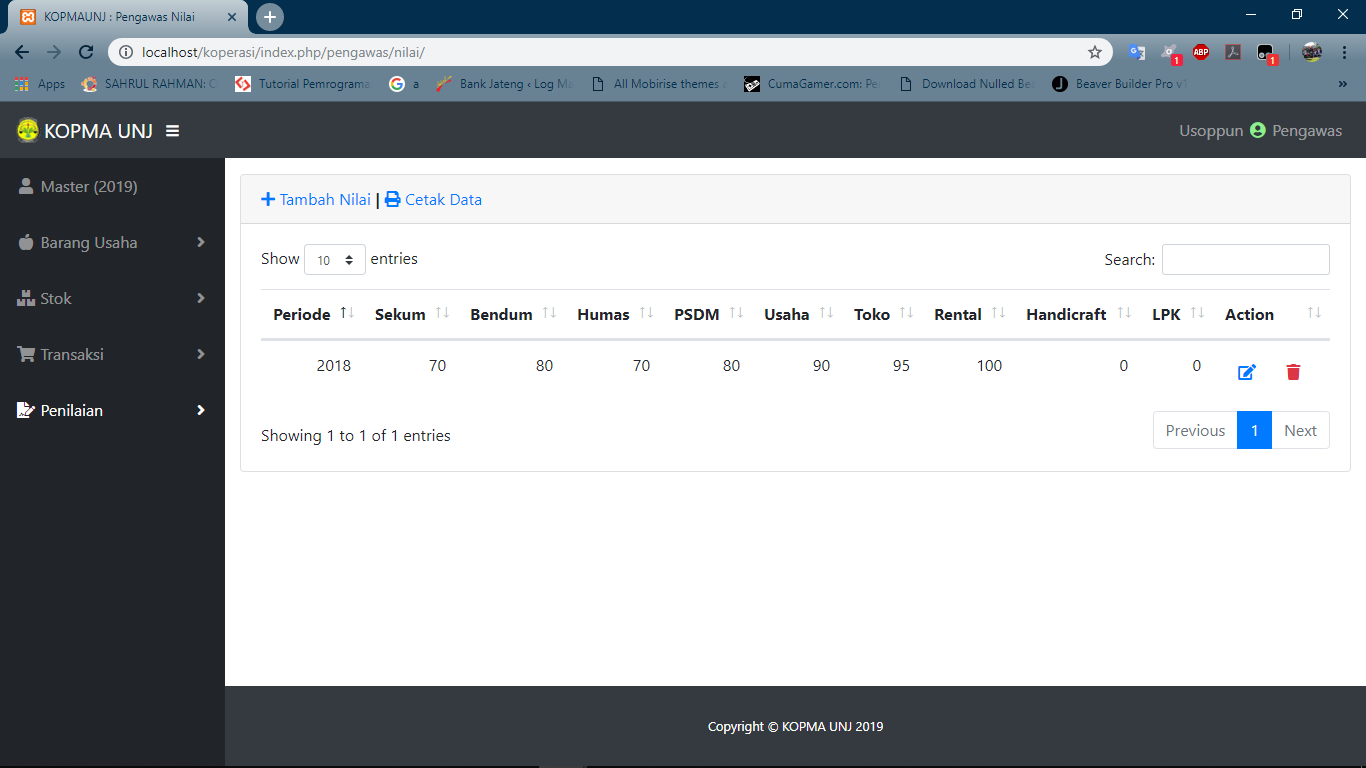 KOPMAUNJ : Pengawas Nilai
localhost/koperasi/index.php/pengawas/nilai/
ABP 1 1
Apps SAHRUL RAHMAN: C Tutorial Pemrograma a Bank Jateng ‹ Log Ma All Mobirise themes CumaGamer.com: Pe Download Nulled Be Beaver Builder Pro v1 »
KOPMA UNJ Usoppun Pengawas
Master (2019)
Barang Usaha
Stok
Transaksi
Penilaian
Tambah Nilai | Cetak Data
Show 10 entries Search:
Periode Sekum Bendum Humas PSDM Usaha Toko Rental Handicraft LPK Action
2018 70 80 70 80 90 95 100 0 0
Showing 1 to 1 of 1 entries Previous 1 Next
Copyright © KOPMA UNJ 2019